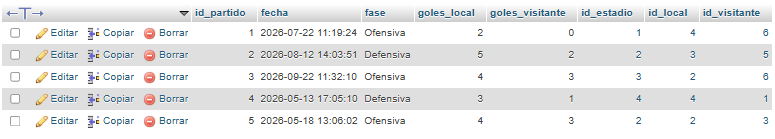 ←T→ id_partido fecha fase goles_local goles_visitante id_estadio id_local id_visitante
Editar Copiar Borrar 1 2026-07-22 11:19:24 Ofensiva 2 0 1 4 6
Editar Copiar Borrar 2 2026-08-12 14:03:51 Defensiva 5 2 2 3 5
Editar Copiar Borrar 3 2026-09-22 11:32:10 Ofensiva 4 3 3 2 6
Editar Copiar Borrar 4 2026-05-13 17:05:10 Defensiva 3 1 4 4 1
Editar Copiar Borrar 5 2026-05-18 13:06:02 Ofensiva 4 3 2 2 3